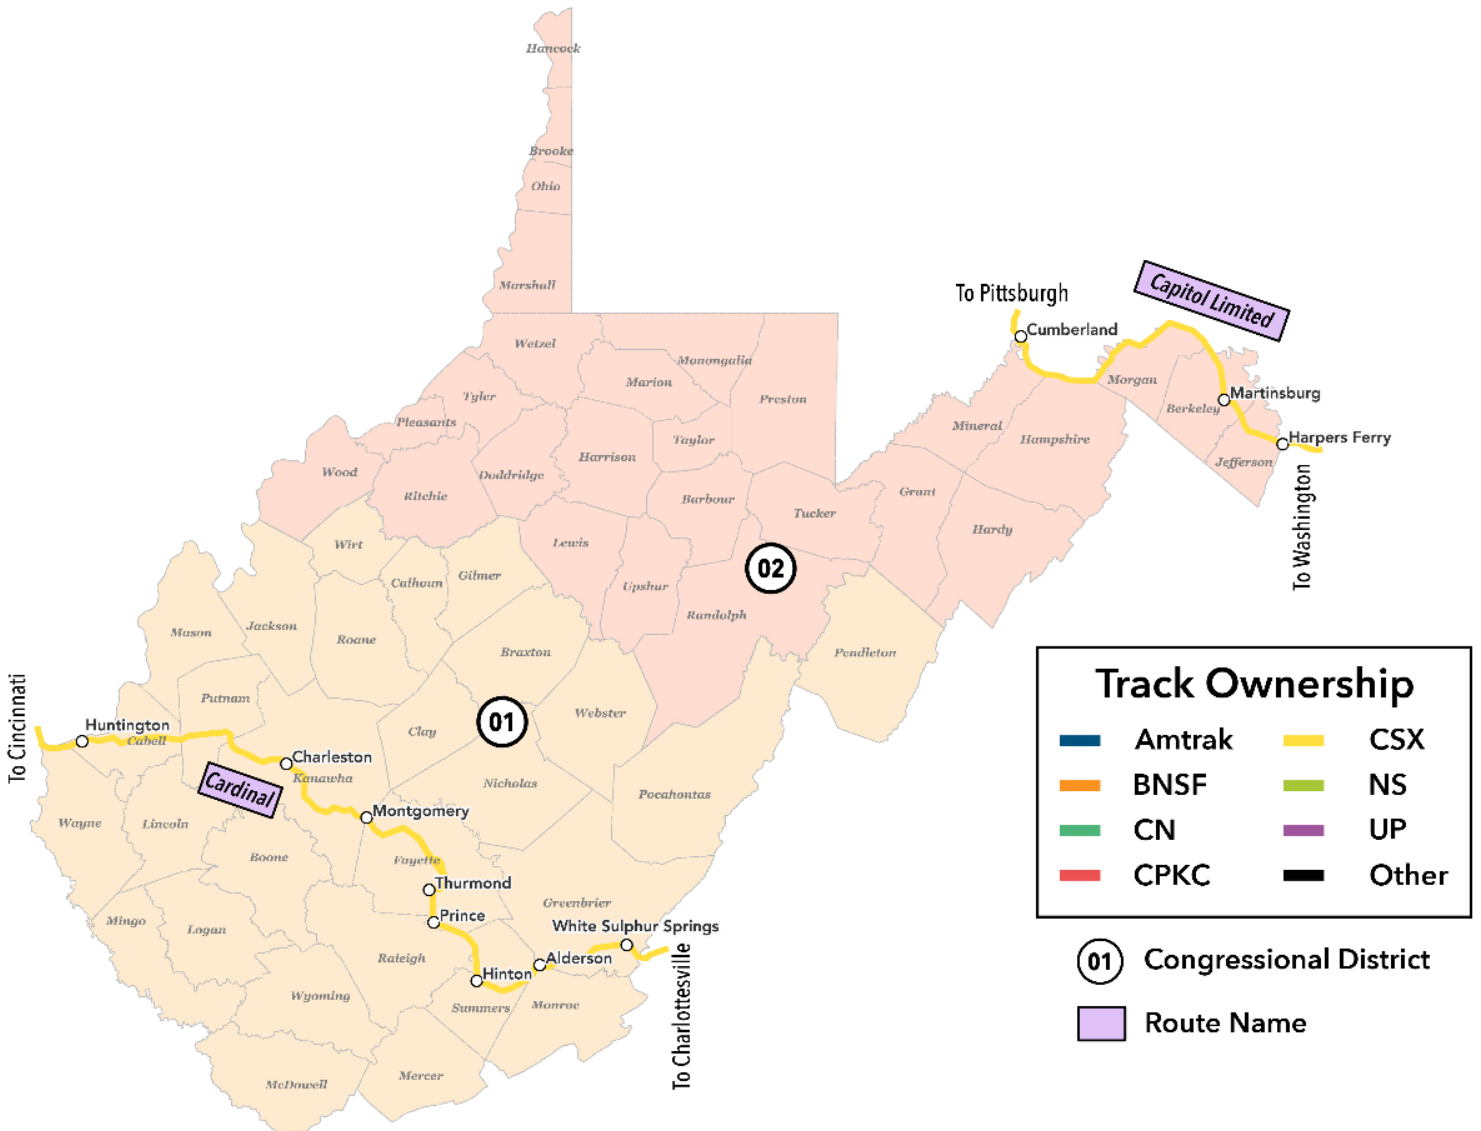 Hancock
Brooke
Ohio
Marshall
Capitol Limited
To Pittsburgh
Cumberland
Wetzel
Monongalia
Marion
Preston
Morgan
Tyler
Martinsburg
Berkeley
Pleasants
Mineral
Hampshire
Taylor
Harpers Ferry
Harrison
Jefferson
Wood
Doddridge
Ritchie
Grant
Barbour
Tucker
Hardy
To Washington
Lewis
Wirt
02
Gilmer
Calhoun
Upshur
Randolph
Jackson
Mason
Roane
Braxton
Pendleton
Putnam
Webster
To Cincinnati
Huntington
Cabell
01
Clay
Charleston
Kanawha
Cardinal
Nicholas
Pocahontas
Montgomery
Wayne
Lincoln
Boone
Fayette
Thurmond
Greenbrier
Prince
White Sulphur Springs
Mingo
Logan
Raleigh
Alderson
Hinton
Wyoming
Summers
Monroe
To Charlottesville
Mercer
McDowell
Track Ownership
Amtrak
CSX
BNSF
NS
CN
UP
CPKC
Other
01 Congressional District
Route Name